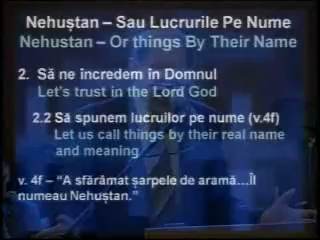 Nehuștan – Sau Lucrurile Pe Nume
Nehustan – Or things By Their Name
2. Să ne încredem în Domnul
Let's trust in the Lord God
2.2 Să spunem lucruilor pe nume (v.4f)
Let us call things by their real name
and meaning
v. 4f – “A sfărâmat șarpele de aramă...Îl
numeau Nehuștan.”